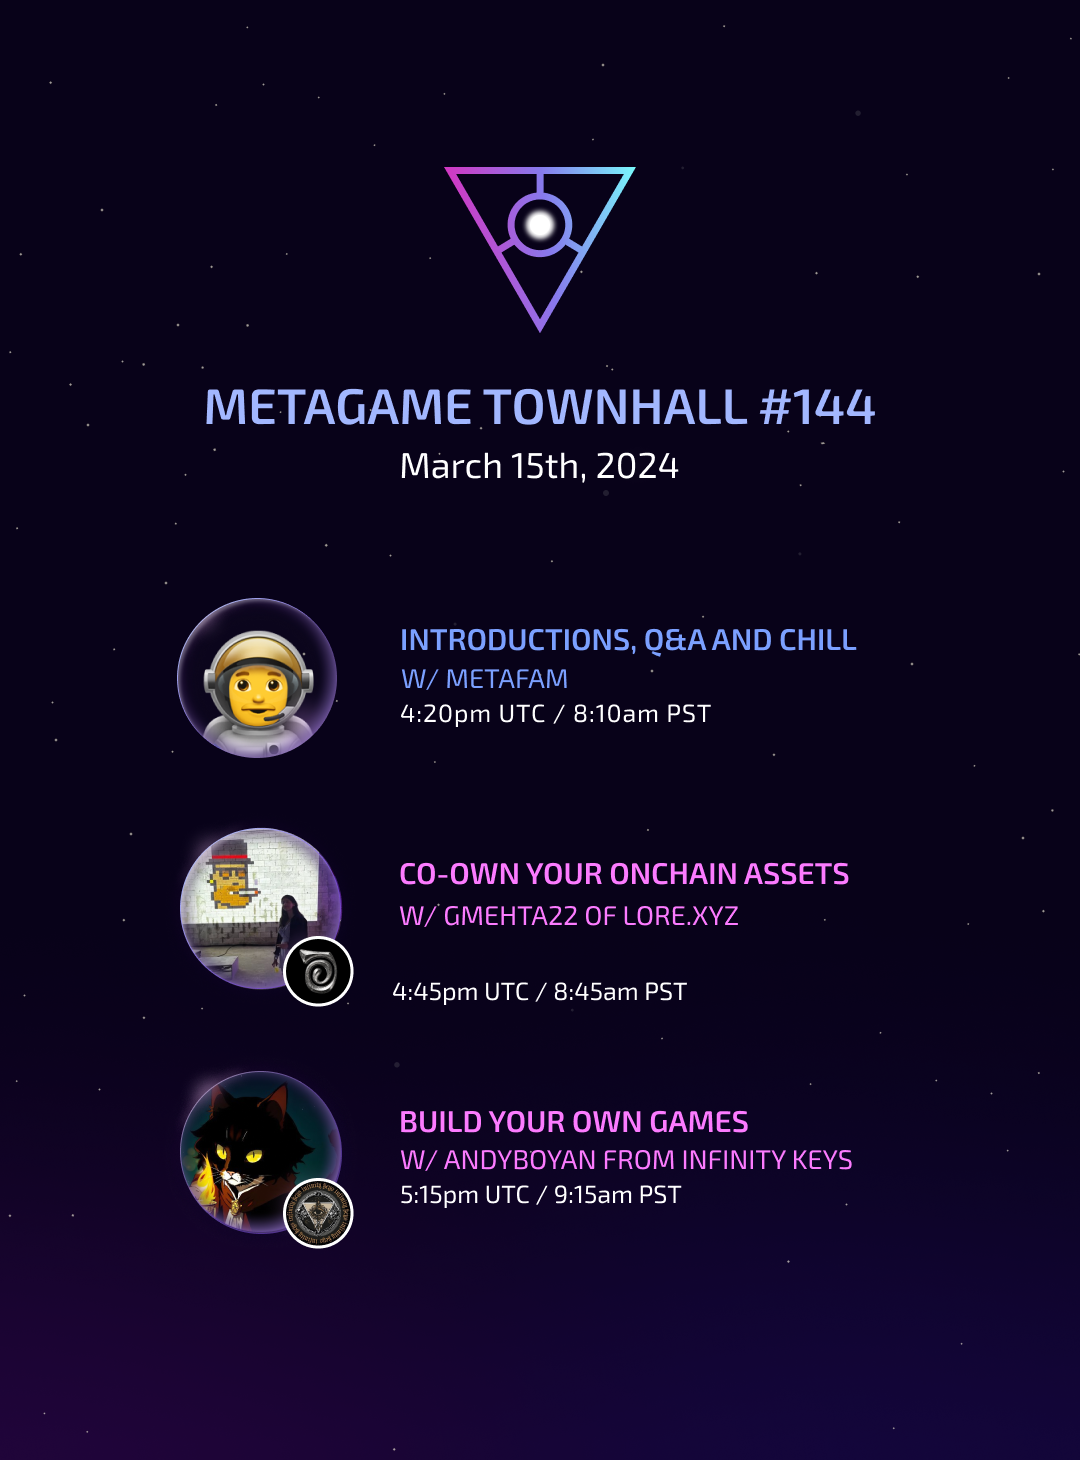 METAGAME TOWNHALL #144
March 15th, 2024
INTRODUCTIONS, Q&A AND CHILL
W/ METAFAM
4:20pm UTC / 8:10am PST
CO-OWN YOUR ONCHAIN ASSETS
W/ GMEHTA22 OF LORE.XYZ
4:45pm UTC / 8:45am PST
BUILD YOUR OWN GAMES
W/ ANDYBOYAN FROM INFINITY KEYS
5:15pm UTC / 9:15am PST